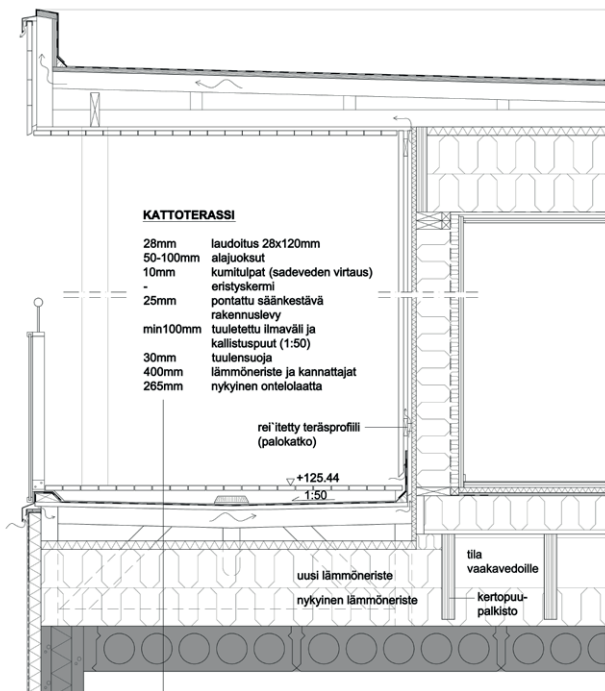 KATTOTERASSI
28mm laudoitus 28x120mm
50-100mm alajuoksut
10mm kumitulpat (sadeveden virtaus)
- eristyskermi
25mm pontattu säänkestävä
rakennuslevy
min100mm tuuletettu ilmaväli ja
kallistuspuut (1:50)
30mm tuulensuoja
400mm lämmöneriste ja kannattajat
265mm nykyinen ontelolaatta
rei`itetty teräsprofiili
(palokatko)
+125.44
1:50
uusi lämmöneriste
nykyinen lämmöneriste
tila
vaakavedoille
kertopuu-
palkisto